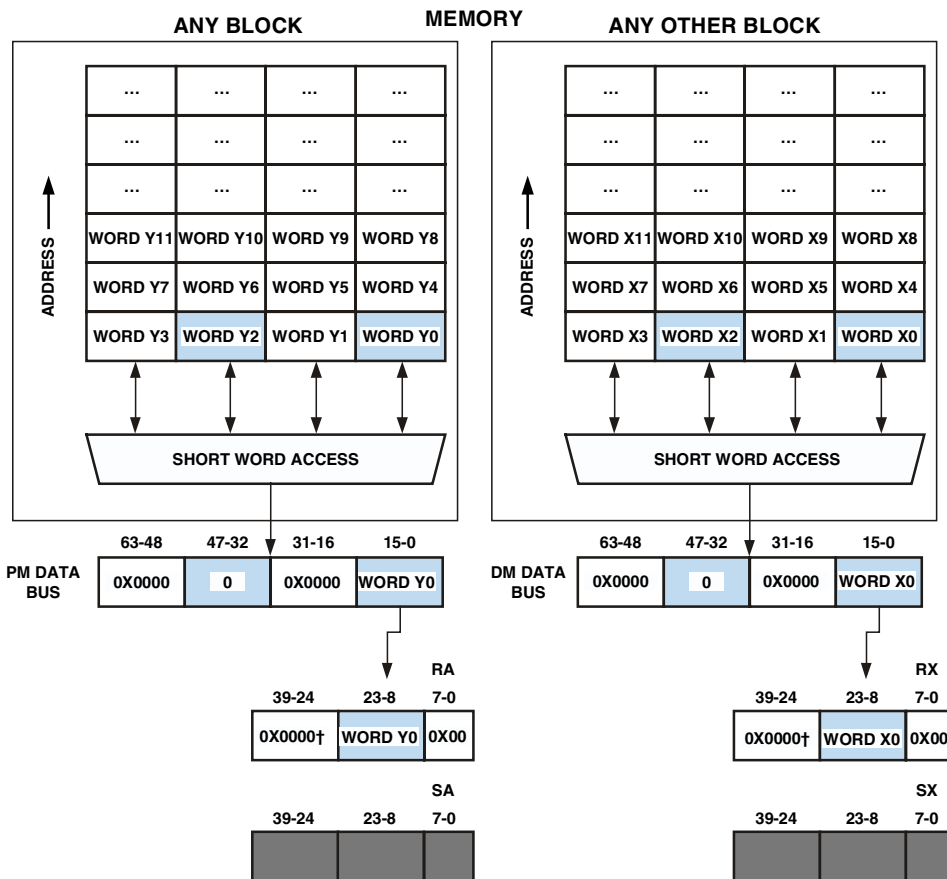 MEMORY
ANY BLOCK ANY OTHER BLOCK
... ... ... ... ... ... ... ...
... ... ... ... ... ... ... ...
... ... ... ... ... ... ... ...
ADDRESS ADDRESS
WORD Y11 WORD Y10 WORD Y9 WORD Y8 WORD X11 WORD X10 WORD X9 WORD X8
WORD Y7 WORD Y6 WORD Y5 WORD Y4 WORD X7 WORD X6 WORD X5 WORD X4
WORD Y3 WORD Y2 WORD Y1 WORD Y0 WORD X3 WORD X2 WORD X1 WORD X0
SHORT WORD ACCESS SHORT WORD ACCESS
63-48 47-32 31-16 15-0 63-48 47-32 31-16 15-0
PM DATA BUS 0X0000 0 0X0000 WORD Y0 DM DATA BUS 0X0000 0 0X0000 WORD X0
RA RX
39-24 23-8 7-0 39-24 23-8 7-0
0X0000† WORD Y0 0X00 0X0000† WORD X0 0X00
SA SX
39-24 23-8 7-0 39-24 23-8 7-0